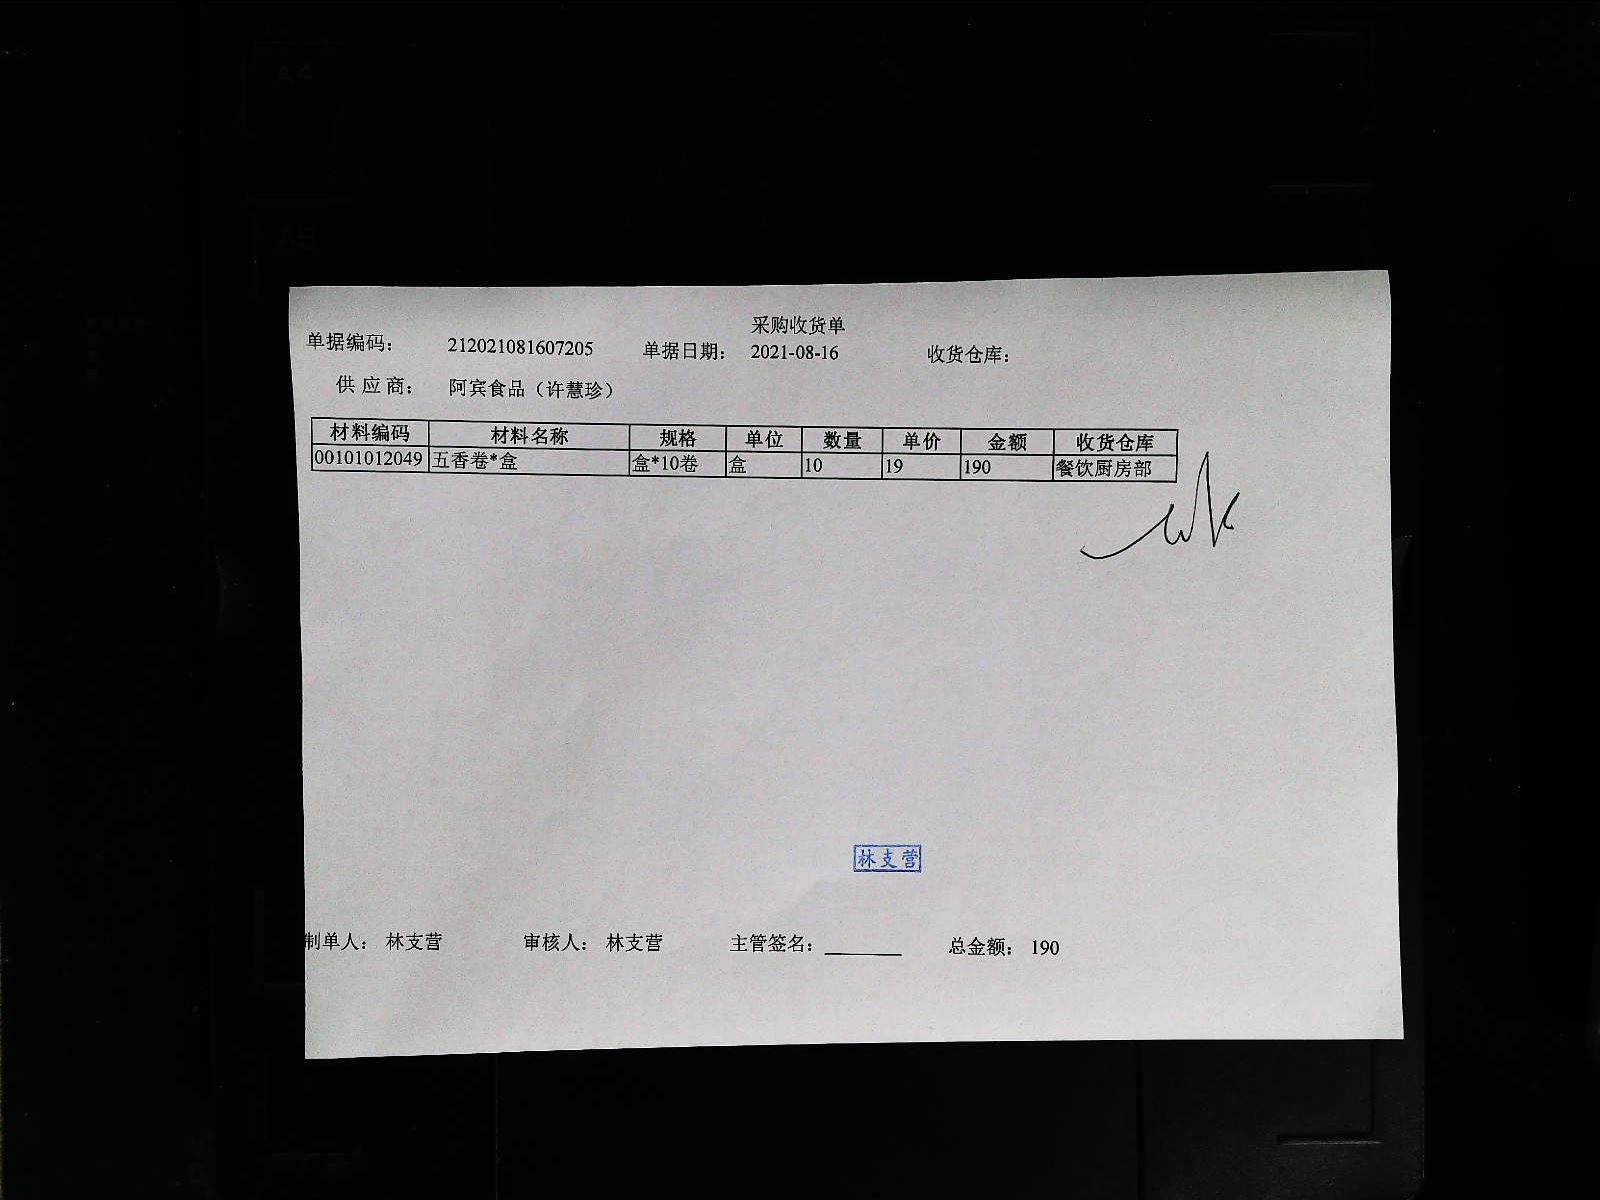 采购收货单
单据编码： 212021081607205 单据日期： 2021-08-16 收货仓库：
供应商： 阿宾食品（许慧珍）
材料编码 材料名称 规格 单位 数量 单价 金额 收货仓库
00101012049 五香卷*盒 盒*10卷 盒 10 19 190 餐饮厨房部
林支营
制单人： 林支营 审核人： 林支营 主管签名： 总金额： 190